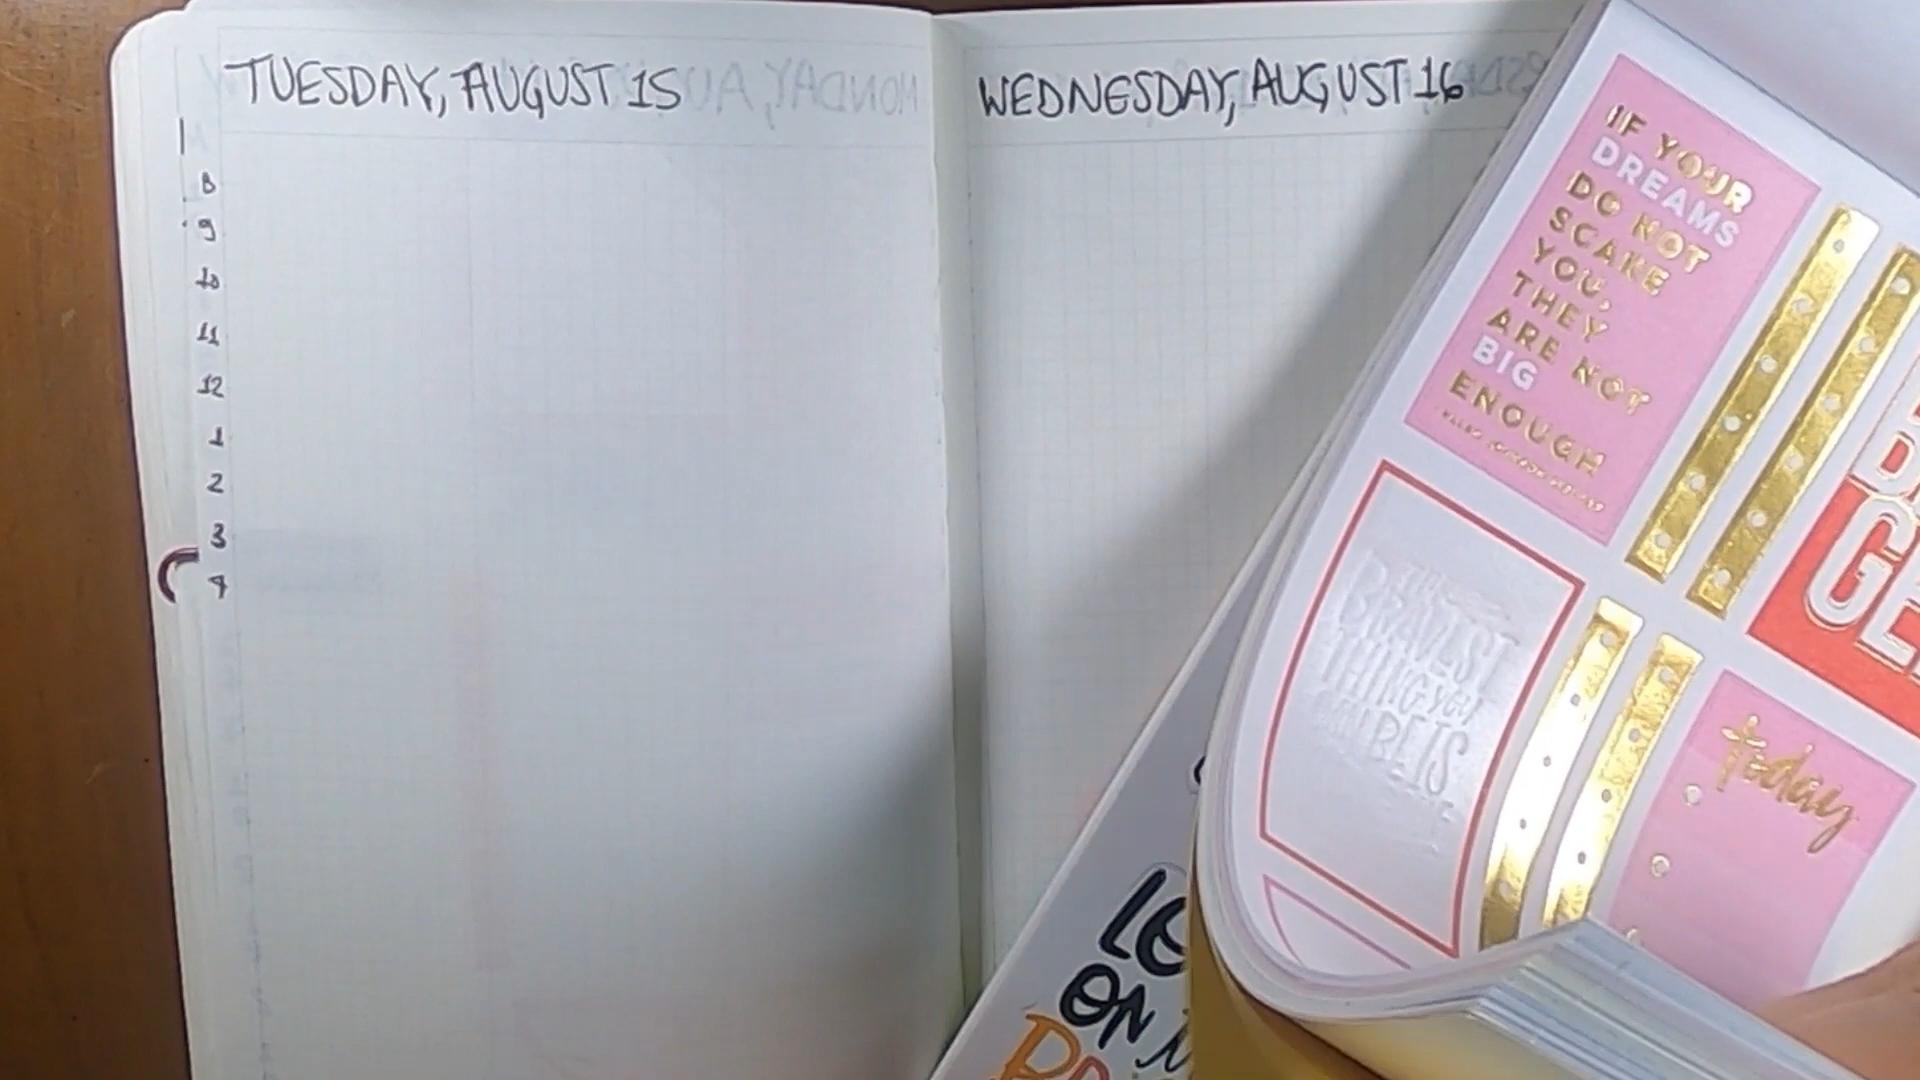 TUESDAY, AUGUST 15
8
9
10
11
12
1
2
3
4
WEDNESDAY, AUGUST 16
IF YOUR
DREAMS
DO NOT
SCARE
YOU,
THEY
ARE NOT
BIG
ENOUGH
THE
BRAVEST
THING YOU
CAN BE IS
today
ON